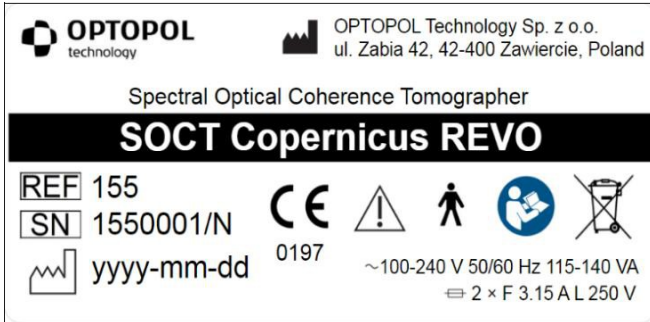 OPTOPOL
technology
OPTOPOL Technology Sp. z o.o.
ul. Zabia 42, 42-400 Zawiercie, Poland
Spectral Optical Coherence Tomographer
SOCT Copernicus REVO
REF 155
SN 1550001/N
yyyy-mm-dd
CE
0197
~100-240 V 50/60 Hz 115-140 VA
2 × F 3.15 A L 250 V